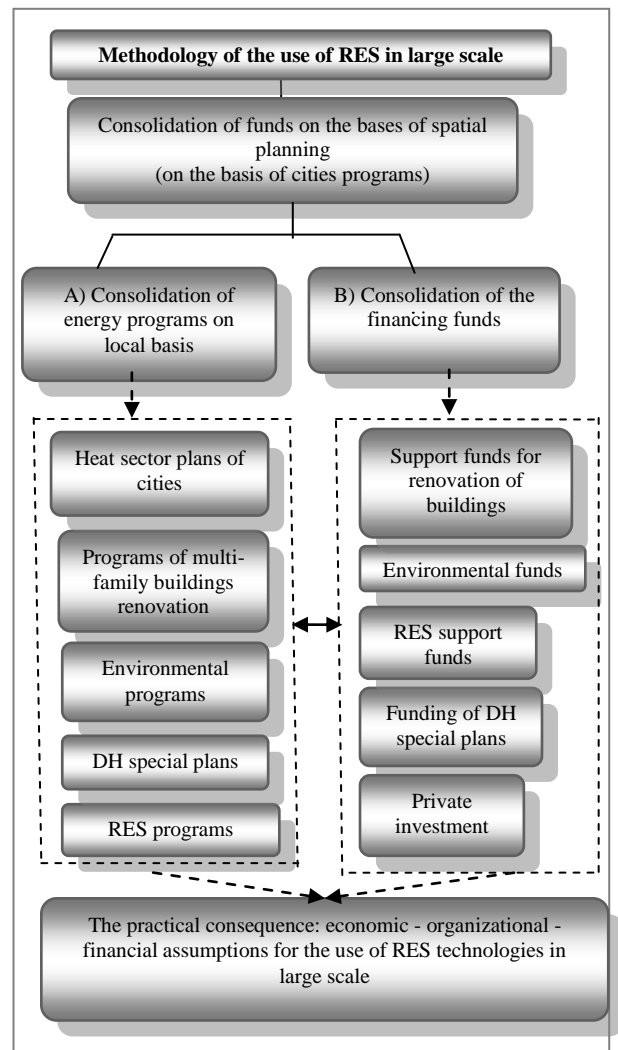 Methodology of the use of RES in large scale
Consolidation of funds on the bases of spatial
planning
(on the basis of cities programs)
A) Consolidation of
energy programs on
local basis
B) Consolidation of the
financing funds
Heat sector plans of
cities
Programs of multi-
family buildings
renovation
Environmental
programs
DH special plans
RES programs
Support funds for
renovation of
buildings
Environmental funds
RES support
funds
Funding of DH
special plans
Private
investment
The practical consequence: economic - organizational -
financial assumptions for the use of RES technologies in
large scale